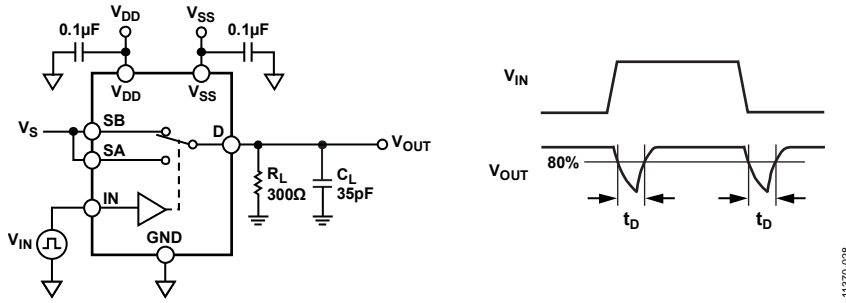 VDD
VSS
0.1µF
0.1µF
VDD
VSS
VS
SB
D
VOUT
SA
RL
300Ω
CL
35pF
IN
VIN
GND
VIN
VOUT
80%
tD
tD
11370-028